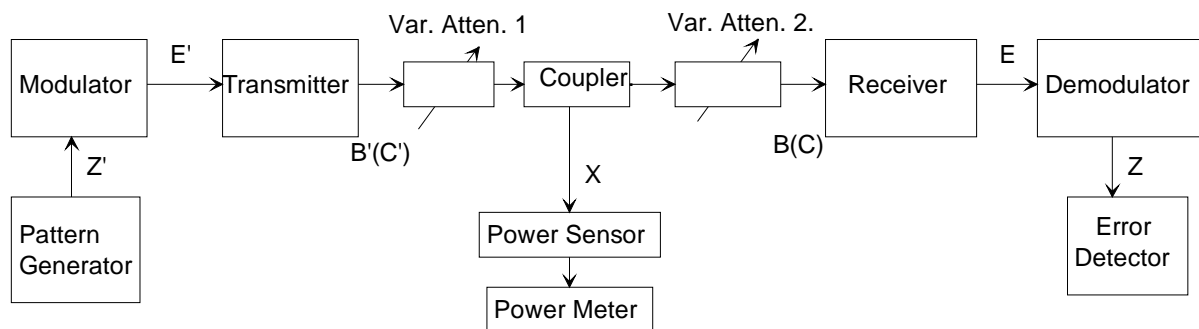 Var. Atten. 1
Var. Atten. 2.
E'
E
Modulator
Transmitter
Coupler.
Receiver
Demodulator
B'(C')
B(C)
Z'
X
Z
Pattern
Generator
Power Sensor
Error
Detector
Power Meter